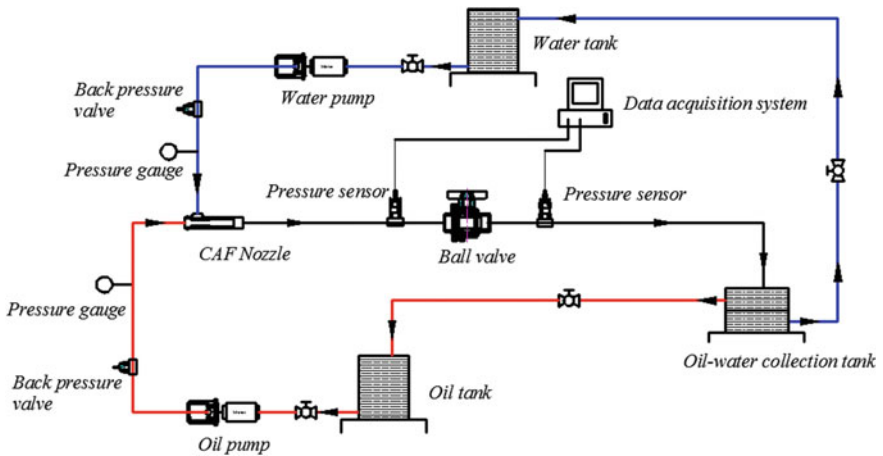 Water tank
Water pump
Back pressure
valve
Data acquisition system
Pressure gauge
Pressure sensor
Pressure sensor
CAF Nozzle
Ball valve
Pressure gauge
Oil-water collection tank
Back pressure
valve
Oil tank
Oil pump